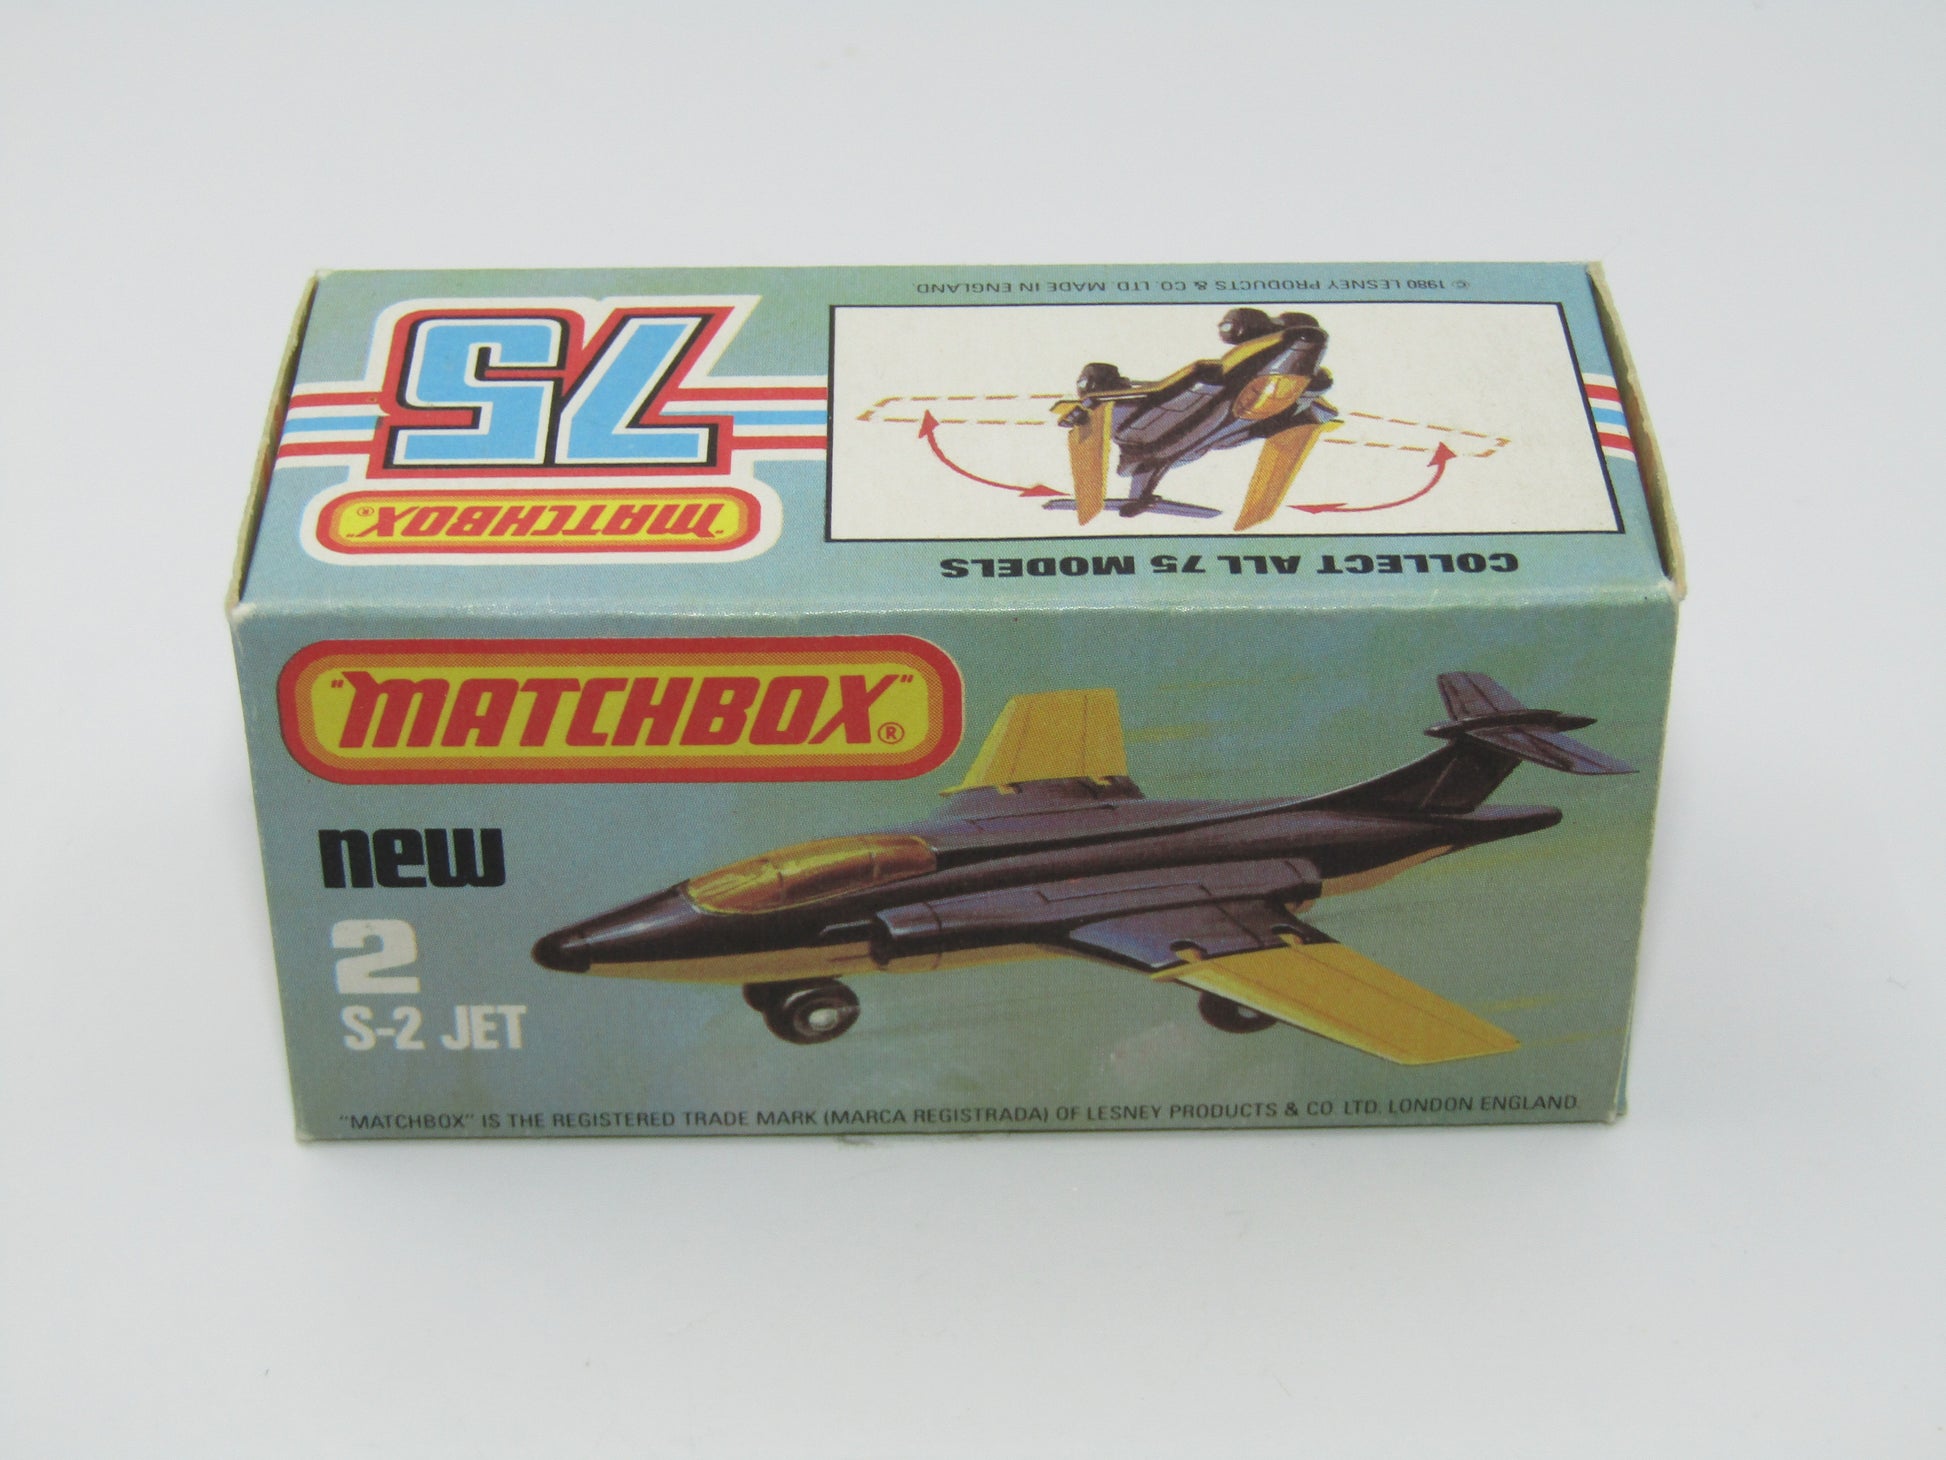 © 1980 LESNEY PRODUCTS & CO. LTD. MADE IN ENGLAND.
75
"MATCHBOX"®
COLLECT ALL 75 MODELS
"MATCHBOX"®
new
2
S-2 JET
"MATCHBOX" IS THE REGISTERED TRADE MARK (MARCA REGISTRADA) OF LESNEY PRODUCTS & CO. LTD. LONDON ENGLAND.